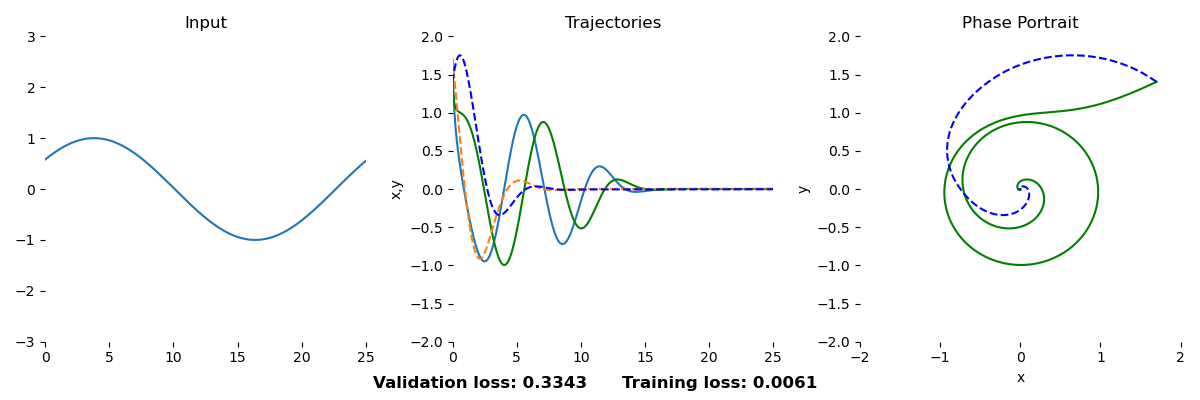 Input
3
2
1
0
−1
−2
−3
0 5 10 15 20 25
Trajectories
x,y
2.0
1.5
1.0
0.5
0.0
−0.5
−1.0
−1.5
−2.0
0 5 10 15 20 25
Phase Portrait
y
2.0
1.5
1.0
0.5
0.0
−0.5
−1.0
−1.5
−2.0
−2 −1 0 1 2
x
Validation loss: 0.3343 Training loss: 0.0061